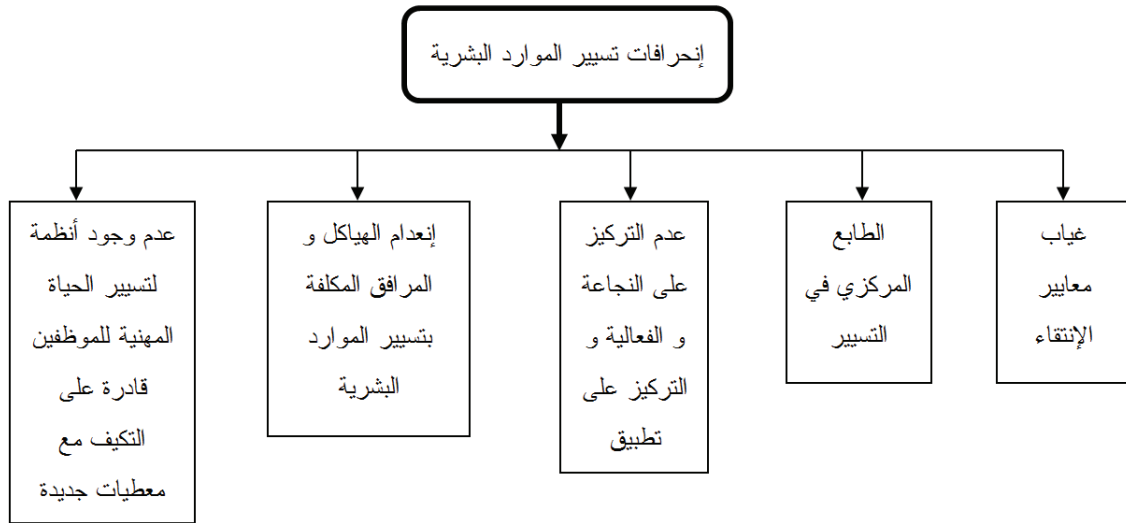 إنحرافات تسيير الموارد البشرية
غياب
معايير
الإنتقاء
الطابع
المركزي في
التسيير
عدم التركيز
على النجاعة
و الفعالية و
التركيز على
تطبيق
إنعدام الهياكل و
المرافق المكلفة
بتسيير الموارد
البشرية
عدم وجود أنظمة
لتسيير الحياة
المهنية للموظفين
قادرة على
التكيف مع
معطيات جديدة